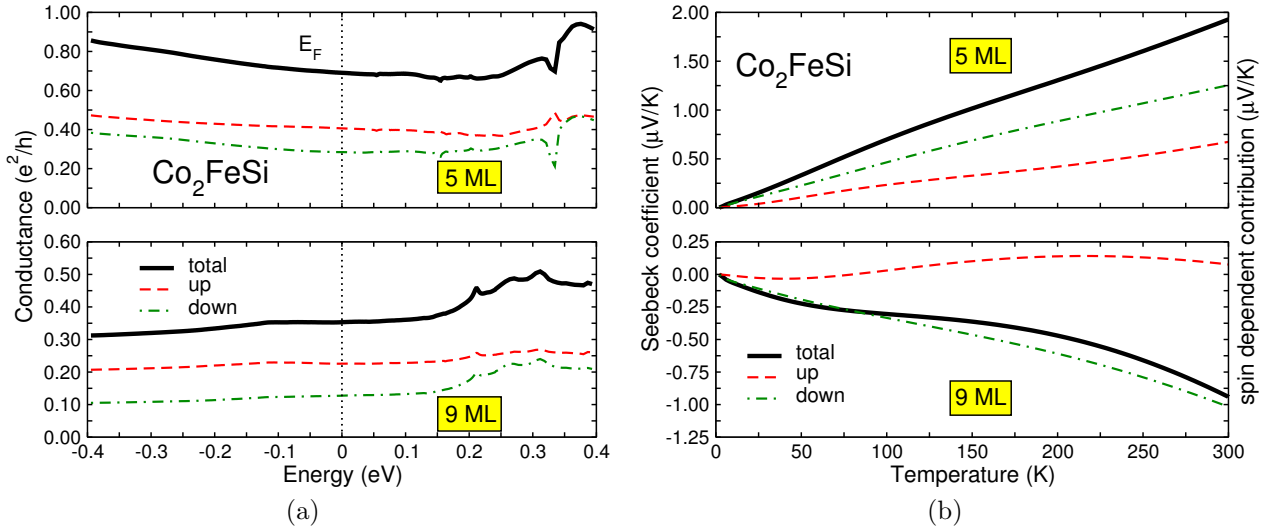 1.00
0.80
0.60
0.40
0.20
0.00
E_F
Co₂FeSi
5 ML
Conductance (e²/h)
0.60
0.50
0.40
0.30
0.20
0.10
0.00
total
up
down
9 ML
-0.4 -0.3 -0.2 -0.1 0 0.1 0.2 0.3 0.4
Energy (eV)
(a)
2.00
1.50
1.00
0.50
0.00
Co₂FeSi
5 ML
Seebeck coefficient (μV/K)
spin dependent contribution (μV/K)
0.25
0.00
-0.25
-0.50
-0.75
-1.00
-1.25
total
up
down
9 ML
0 50 100 150 200 250 300
Temperature (K)
(b)